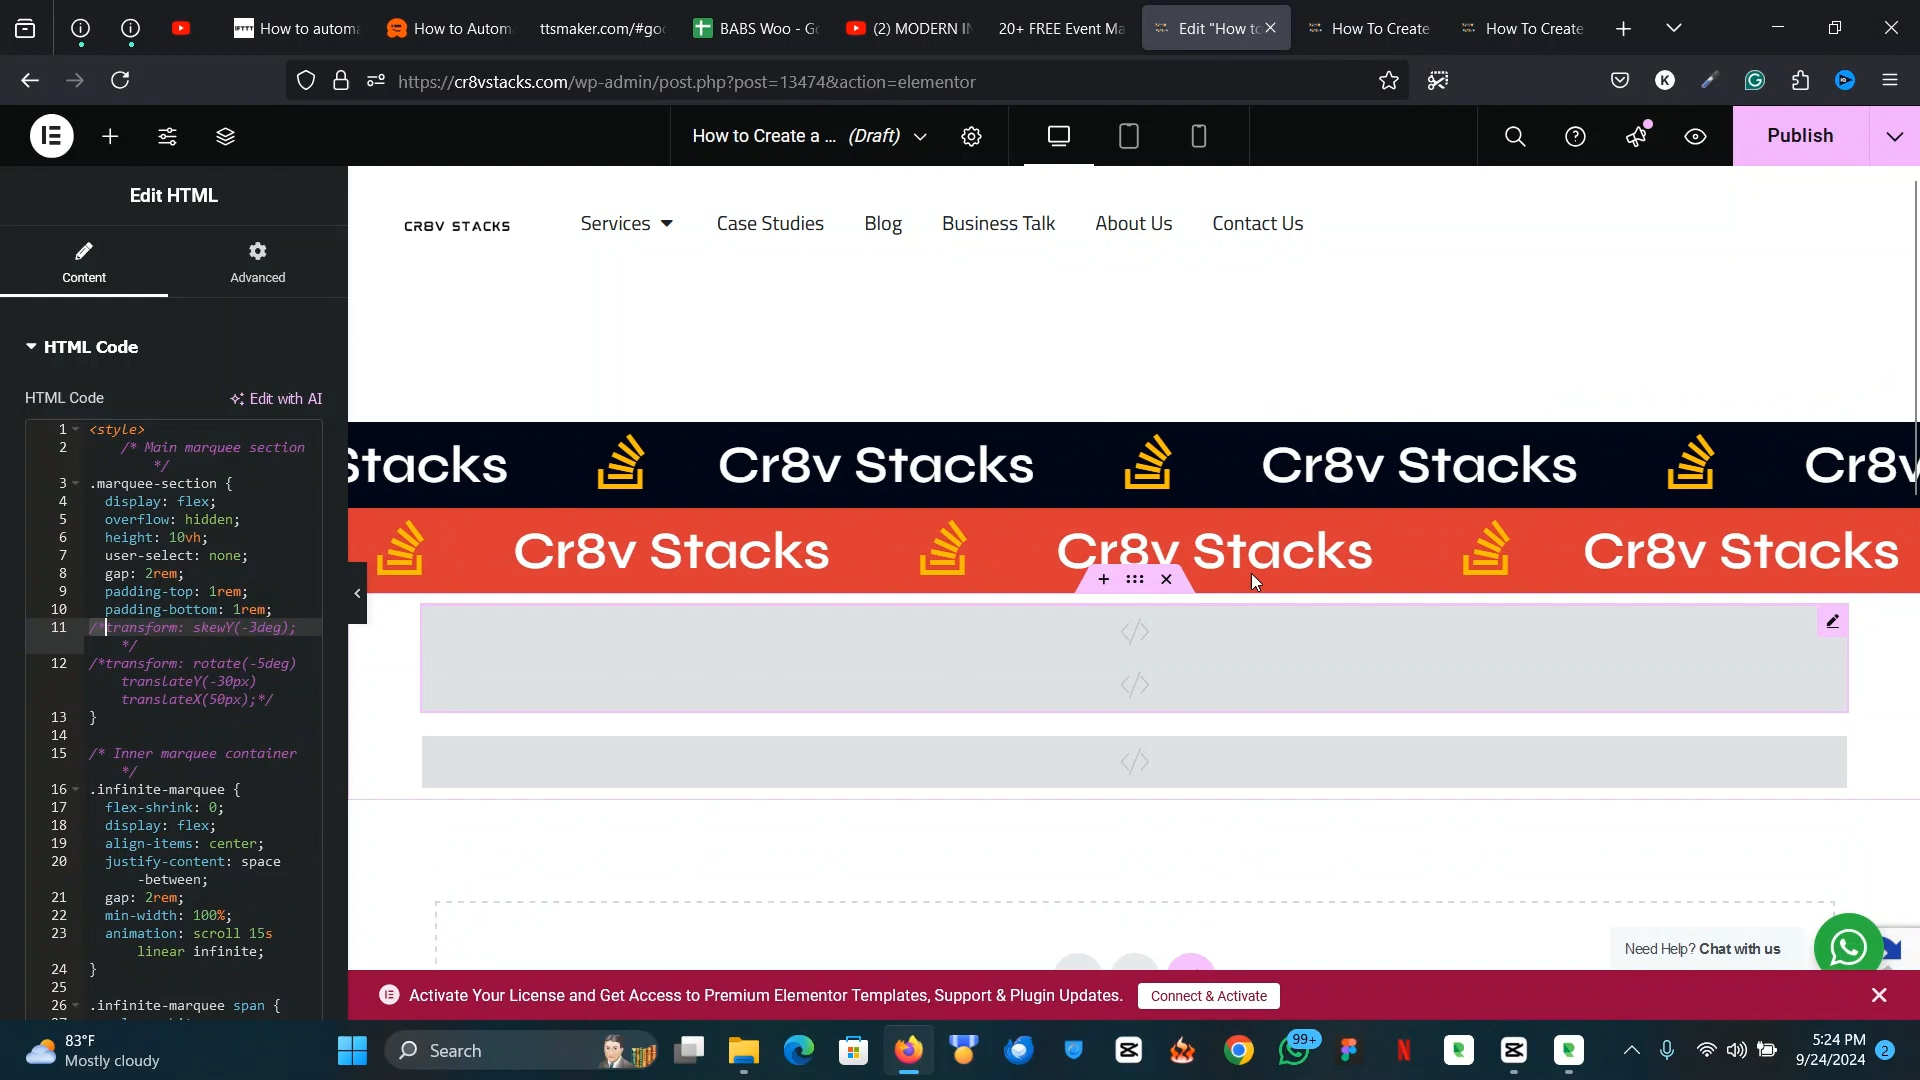 How to automa
How to Autom
ttsmaker.com/#goo
BABS Woo - Go
(2) MODERN IN
20+ FREE Event Ma
Edit "How to
How To Create
How To Create
https://cr8vstacks.com/wp-admin/post.php?post=13474&action=elementor
How to Create a ... (Draft)
Publish
Edit HTML
Content
Advanced
HTML Code
HTML Code
Edit with AI
1 <style>
2 /* Main marquee section
*/
3 .marquee-section {
4 display: flex;
5 overflow: hidden;
6 height: 10vh;
7 user-select: none;
8 gap: 2rem;
9 padding-top: 1rem;
10 padding-bottom: 1rem;
11 /*transform: skewY(-3deg);
*/
12 /*transform: rotate(-5deg)
translateY(-30px)
translateX(50px);*/
13 }
14
15 /* Inner marquee container
*/
16 .infinite-marquee {
17 flex-shrink: 0;
18 display: flex;
19 align-items: center;
20 justify-content: space
-between;
21 gap: 2rem;
22 min-width: 100%;
23 animation: scroll 15s
linear infinite;
24 }
25
26 .infinite-marquee span {
CR8V STACKS
Services
Case Studies
Blog
Business Talk
About Us
Contact Us
Stacks Cr8v Stacks Cr8v Stacks Cr8v
Cr8v Stacks Cr8v Stacks Cr8v Stacks
Need Help? Chat with us
Activate Your License and Get Access to Premium Elementor Templates, Support & Plugin Updates.
Connect & Activate
83°F
Mostly cloudy
Search
99+
5:24 PM
9/24/2024
2